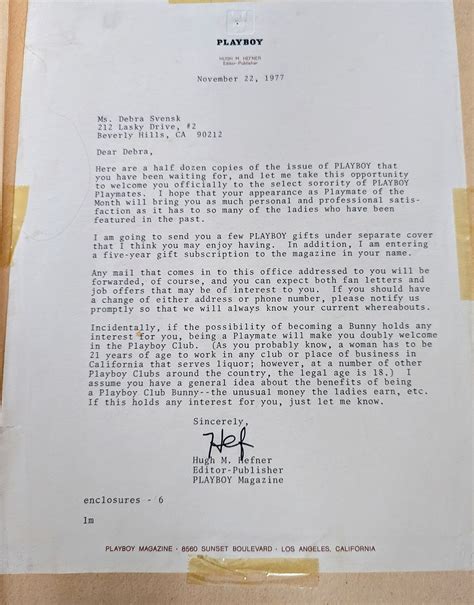 PLAYBOY
HUGH M. HEFNER
Editor-Publisher
November 22, 1977
Ms. Debra Svensk
212 Lasky Drive, #2
Beverly Hills, CA 90212
Dear Debra,
Here are a half dozen copies of the issue of PLAYBOY that
you have been waiting for, and let me take this opportunity
to welcome you officially to the select sorority of PLAYBOY
Playmates. I hope that your appearance as Playmate of the
Month will bring you as much personal and professional satis-
faction as it has to so many of the ladies who have been
featured in the past.
I am going to send you a few PLAYBOY gifts under separate cover
that I think you may enjoy having. In addition, I am entering
a five-year gift subscription to the magazine in your name.
Any mail that comes in to this office addressed to you will be
forwarded, of course, and you can expect both fan letters and
job offers that may be of interest to you. If you should have
a change of either address or phone number, please notify us
promptly so that we will always know your current whereabouts.
Incidentally, if the possibility of becoming a Bunny holds any
interest for you, being a Playmate will make you doubly welcome
in the Playboy Club. (As you probably know, a woman has to be
21 years of age to work in any club or place of business in
California that serves liquor; however, at a number of other
Playboy Clubs around the country, the legal age is 18.) I
assume you have a general idea about the benefits of being
a Playboy Club Bunny--the unusual money the ladies earn, etc.
If this holds any interest for you, just let me know.
Sincerely,
Hef
Hugh M. Hefner
Editor-Publisher
PLAYBOY Magazine
enclosures - 6
lm
PLAYBOY MAGAZINE · 8560 SUNSET BOULEVARD · LOS ANGELES, CALIFORNIA